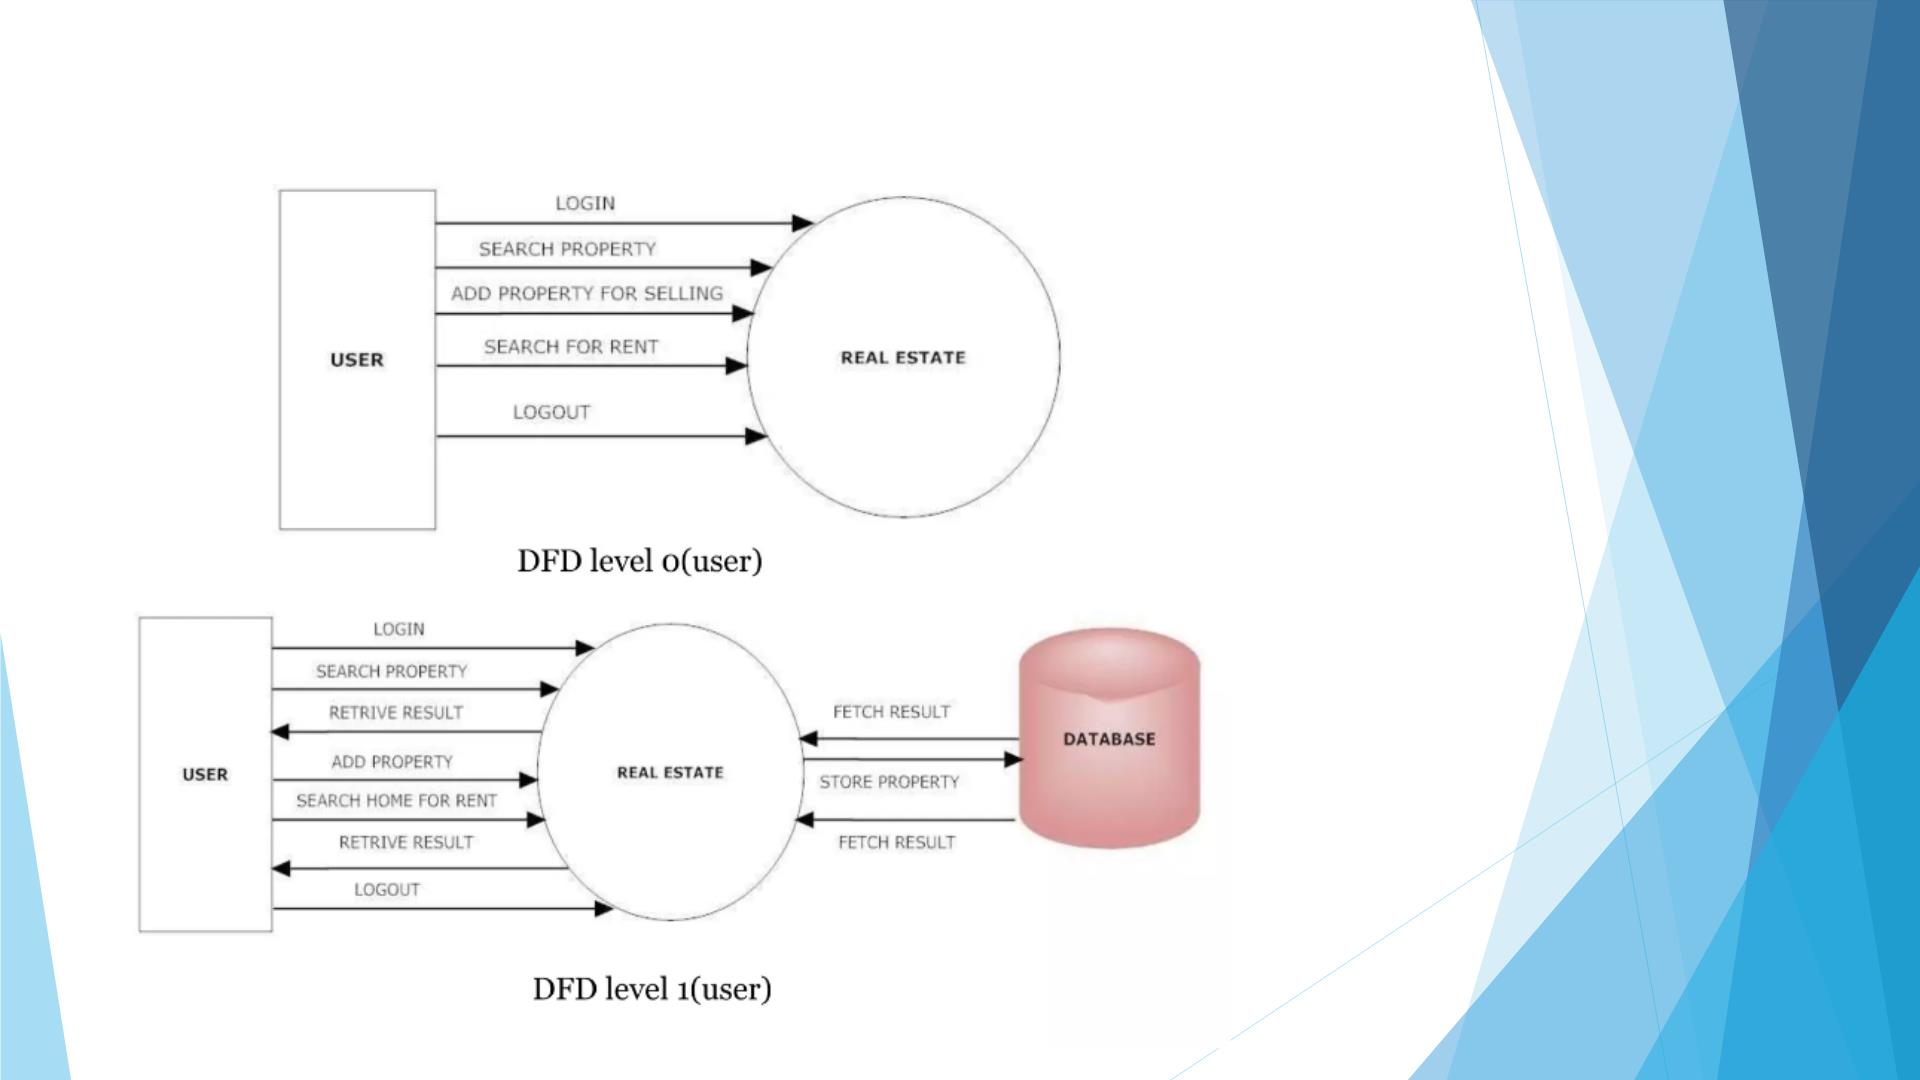 LOGIN
SEARCH PROPERTY
ADD PROPERTY FOR SELLING
SEARCH FOR RENT
LOGOUT
USER
REAL ESTATE
DFD level 0(user)
LOGIN
SEARCH PROPERTY
RETRIVE RESULT
ADD PROPERTY
SEARCH HOME FOR RENT
RETRIVE RESULT
LOGOUT
USER
REAL ESTATE
FETCH RESULT
STORE PROPERTY
FETCH RESULT
DATABASE
DFD level 1(user)